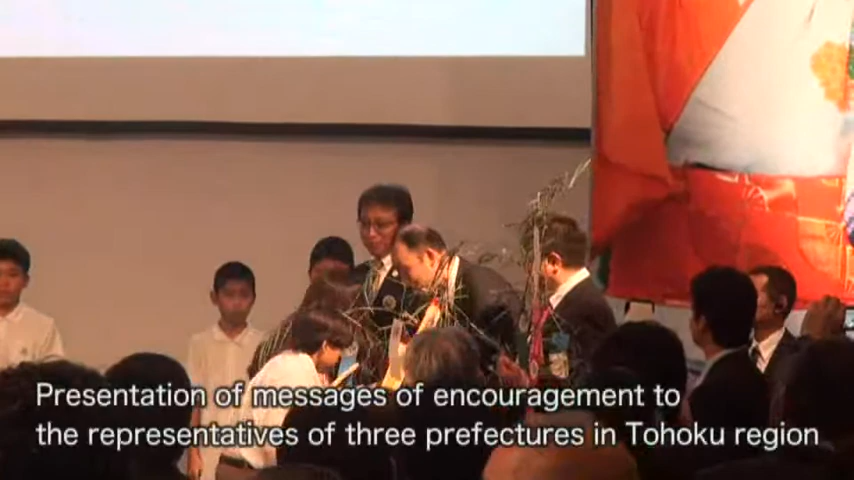 Presentation of messages of encouragement to
the representatives of three prefectures in Tohoku region